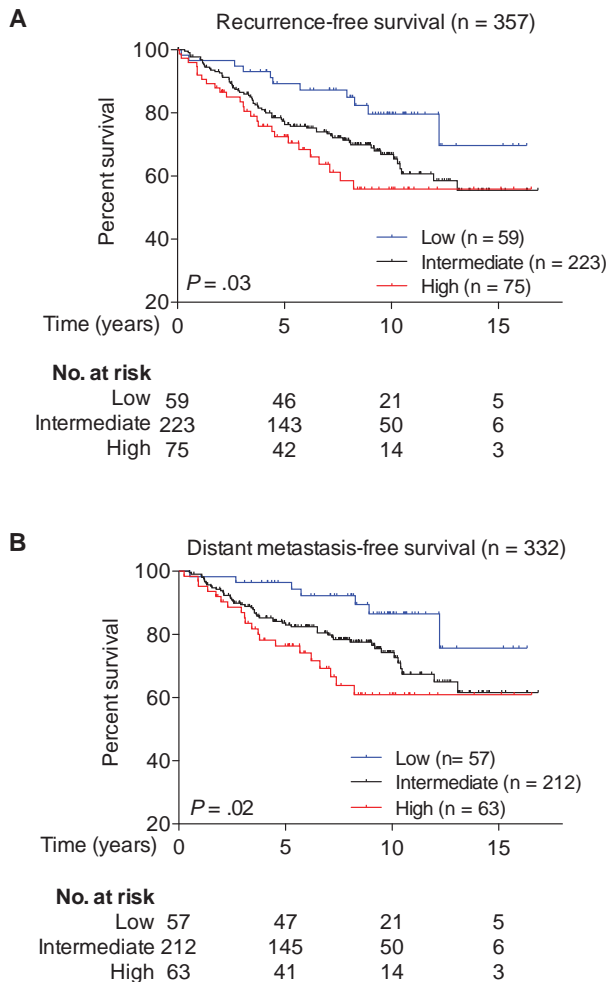 A
Recurrence-free survival (n = 357)
100
80
60
40
20
Percent survival
Low (n = 59)
Intermediate (n = 223)
High (n = 75)
P = .03
Time (years) 0 5 10 15
No. at risk
Low 59 46 21 5
Intermediate 223 143 50 6
High 75 42 14 3
B
Distant metastasis-free survival (n = 332)
100
80
60
40
20
Percent survival
Low (n= 57)
Intermediate (n = 212)
High (n = 63)
P = .02
Time (years) 0 5 10 15
No. at risk
Low 57 47 21 5
Intermediate 212 145 50 6
High 63 41 14 3